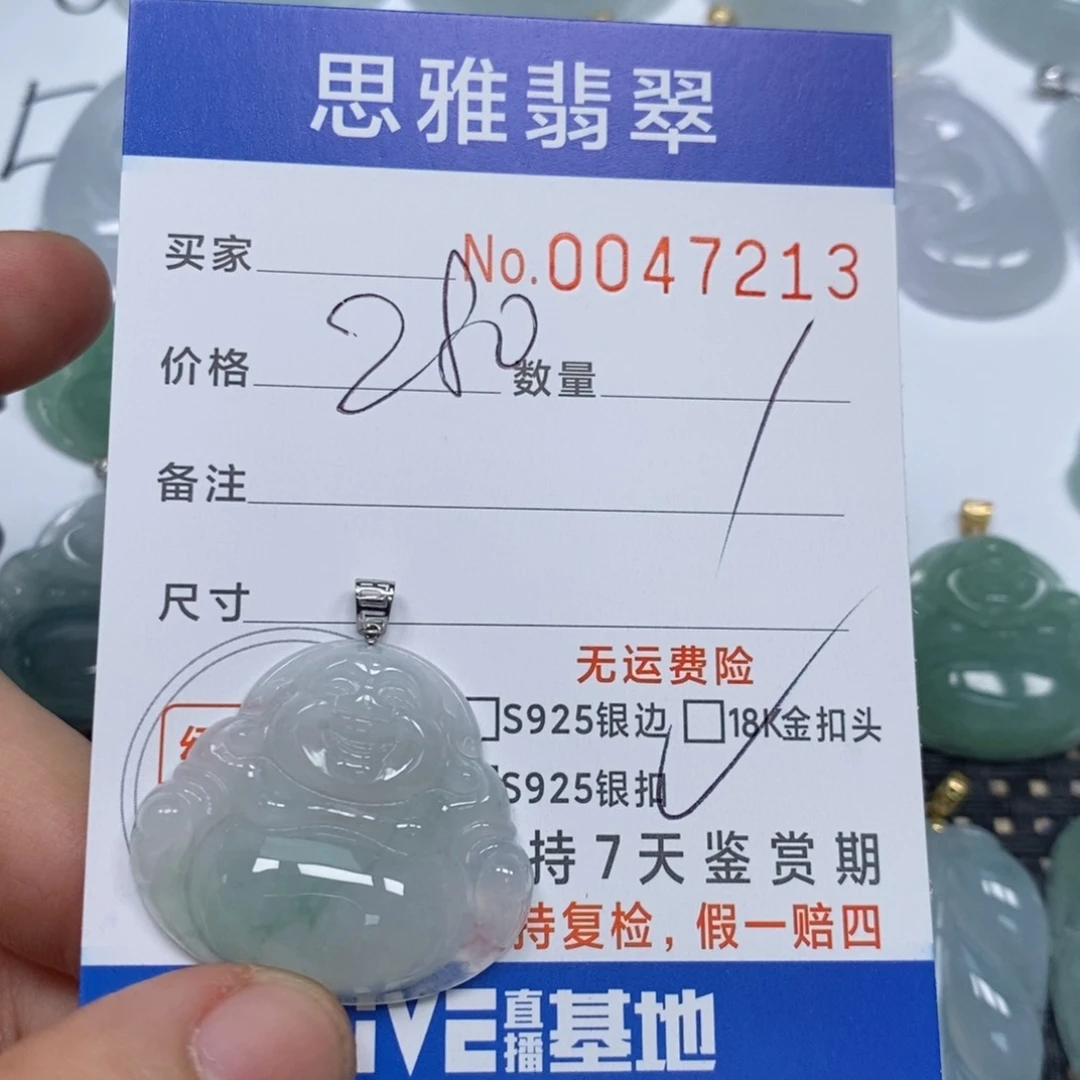 思雅翡翠
买家 No.0047213
价格 数量
备注
尺寸
无运费险
S925银边 18K金扣头
S925银扣
持7天鉴赏期
持复检，假一赔四
直播基地